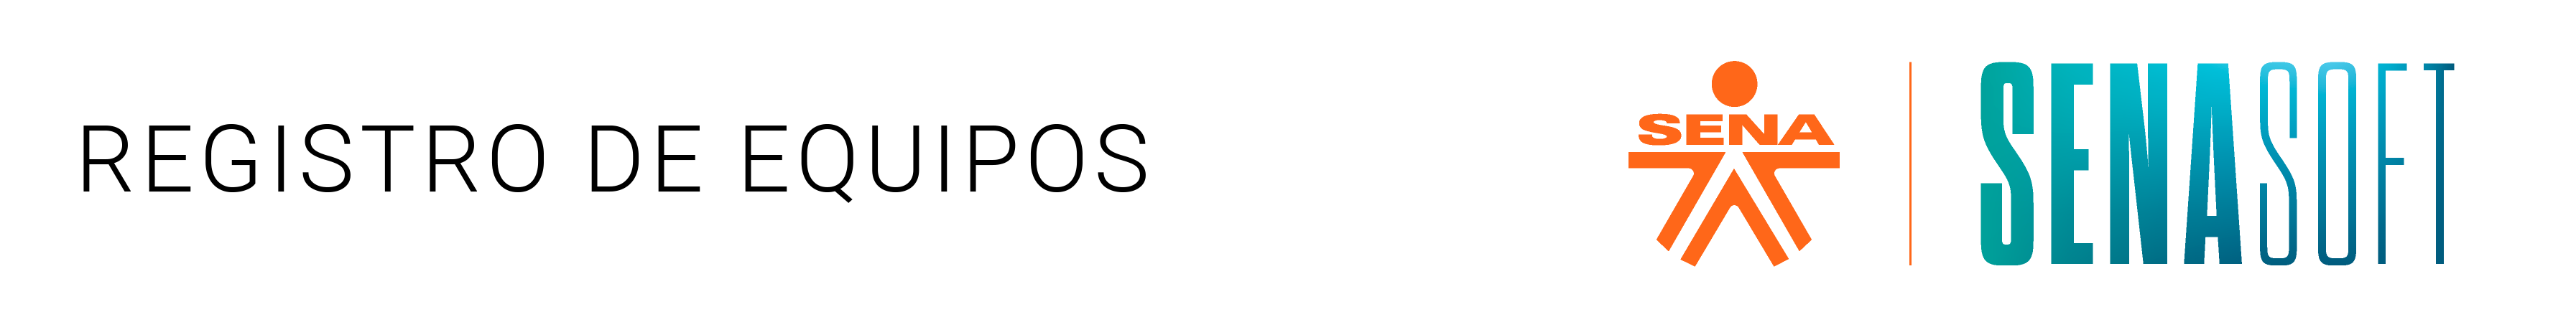 REGISTRO DE EQUIPOS
SENA
SENASOFT